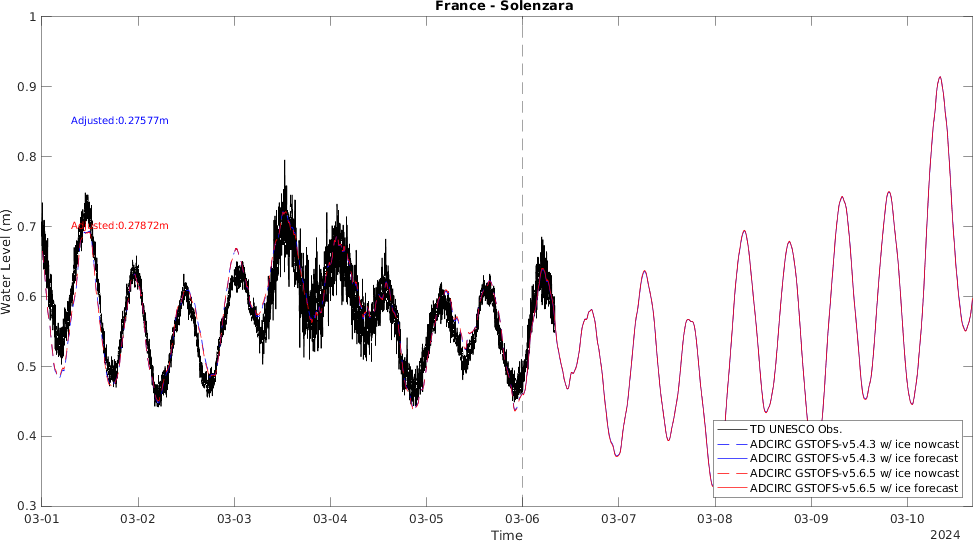 France - Solenzara
Water Level (m)
1
0.9
0.8
0.7
0.6
0.5
0.4
0.3
Adjusted:0.27577m
Adjusted:0.27872m
TD UNESCO Obs.
ADCIRC GSTOFS-v5.4.3 w/ ice nowcast
ADCIRC GSTOFS-v5.4.3 w/ ice forecast
ADCIRC GSTOFS-v5.6.5 w/ ice nowcast
ADCIRC GSTOFS-v5.6.5 w/ ice forecast
03-01 03-02 03-03 03-04 03-05 03-06 03-07 03-08 03-09 03-10
Time
2024